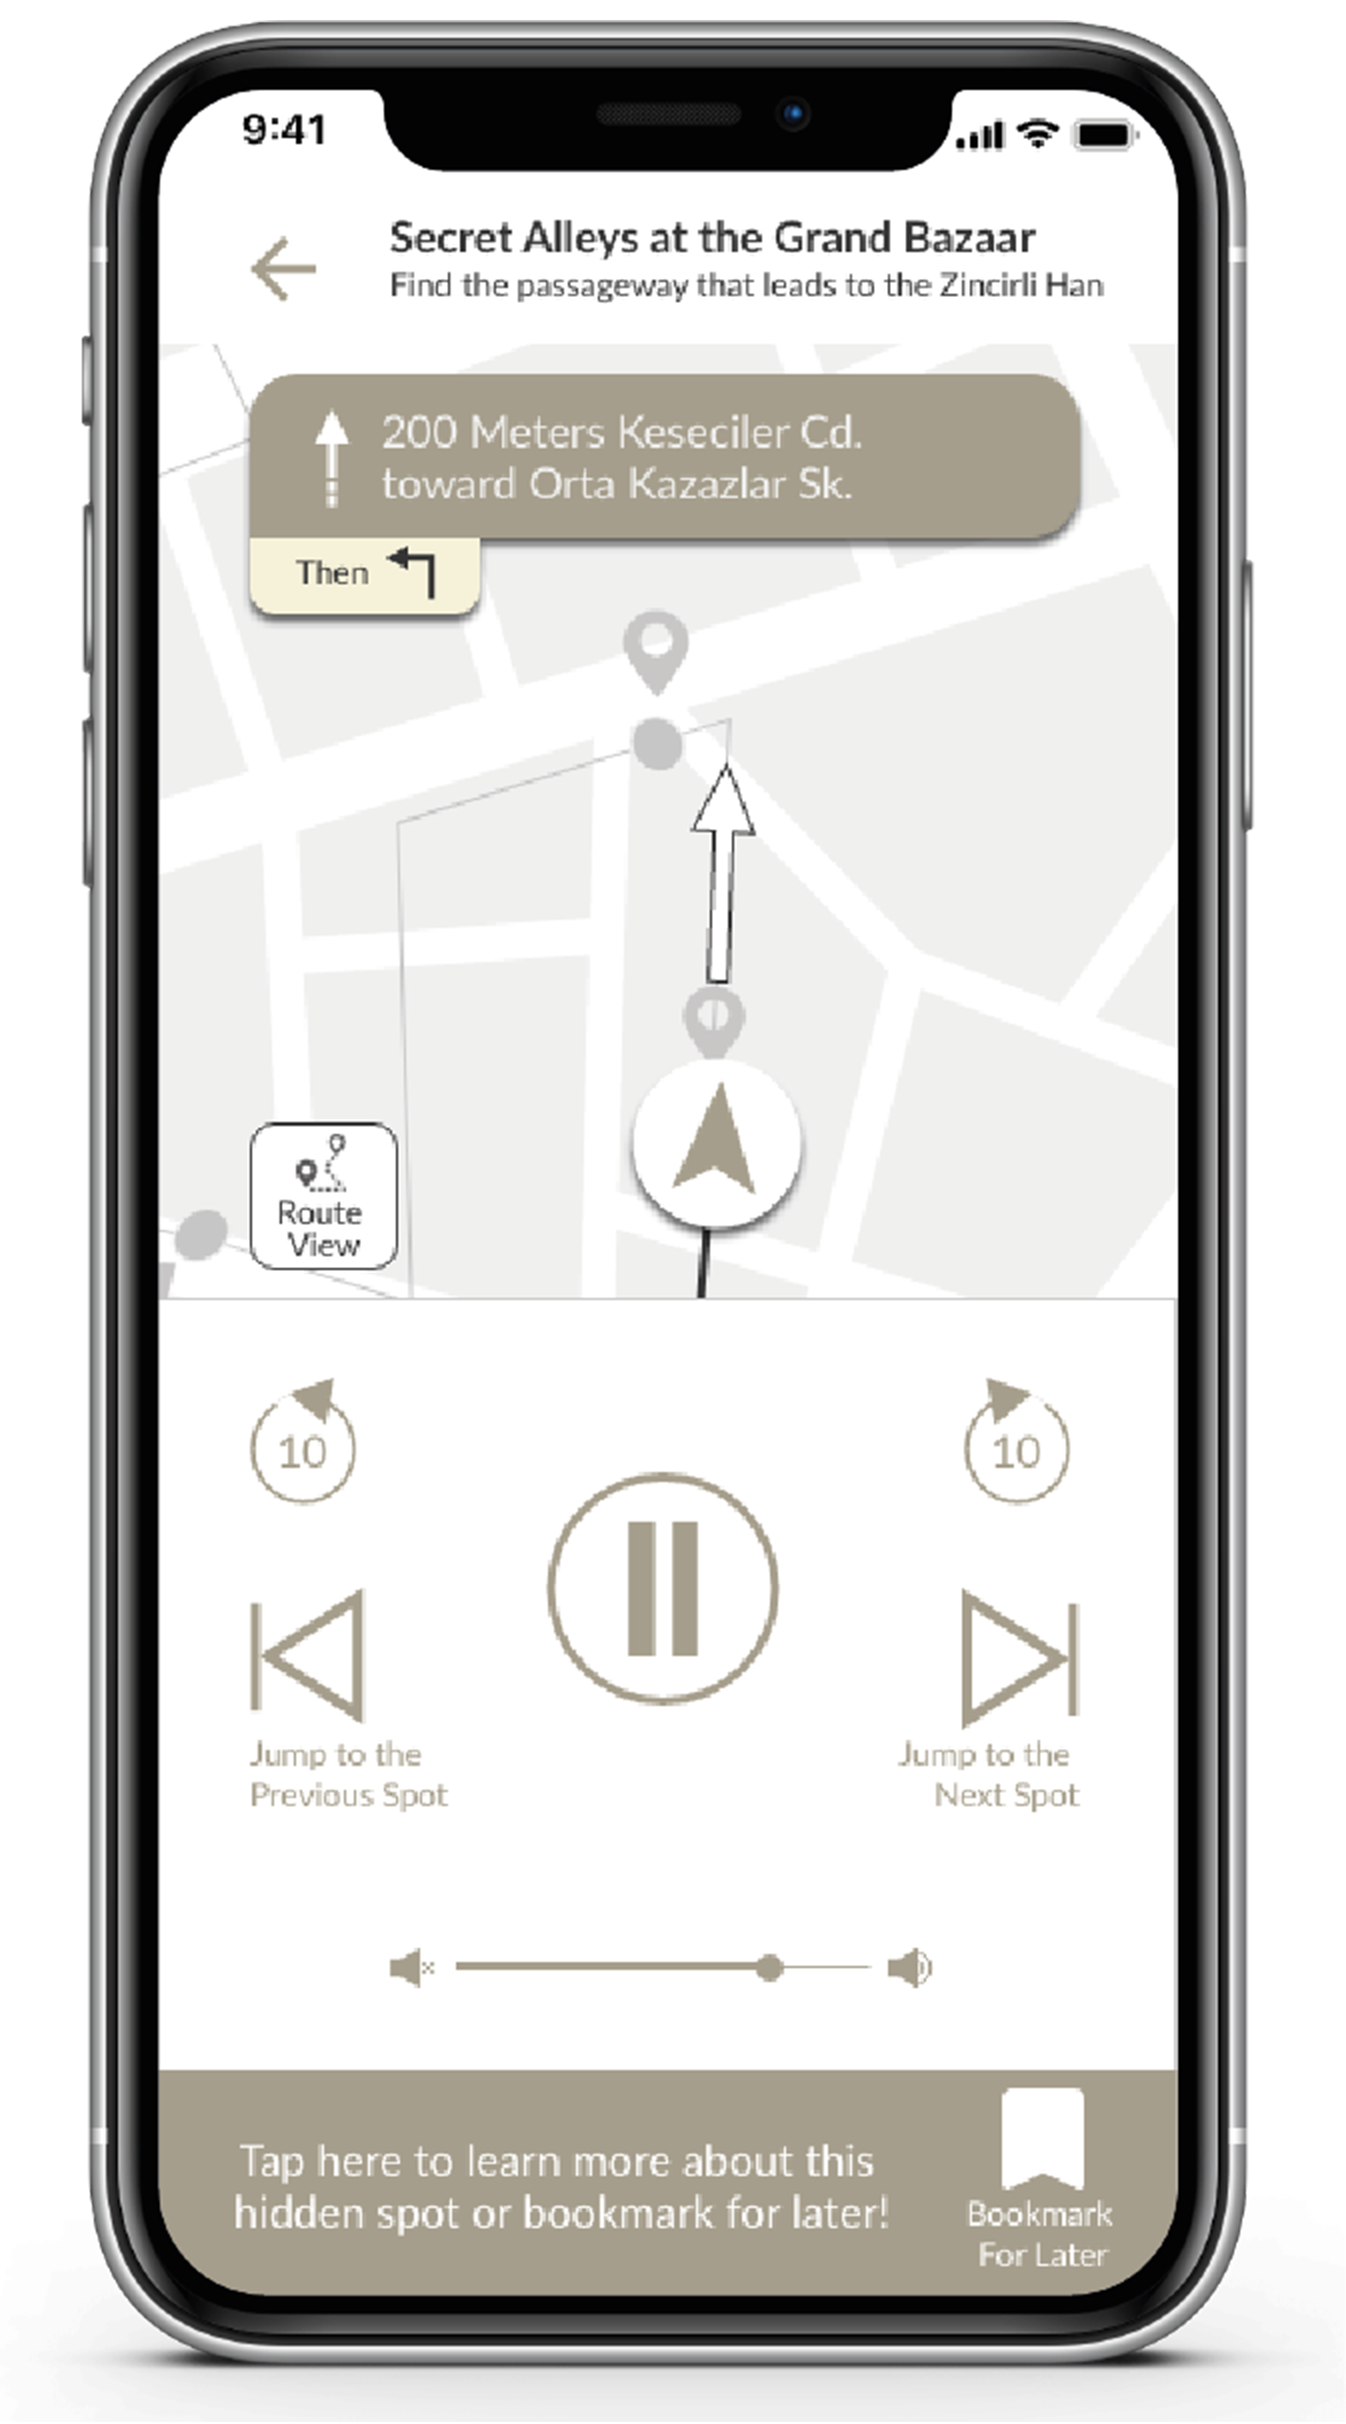 9:41
Secret Alleys at the Grand Bazaar
Find the passageway that leads to the Zincirli Han
200 Meters Keseciler Cd.
toward Orta Kazazlar Sk.
Then
Route
View
10
10
Jump to the
Previous Spot
Jump to the
Next Spot
Tap here to learn more about this
hidden spot or bookmark for later!
Bookmark
For Later